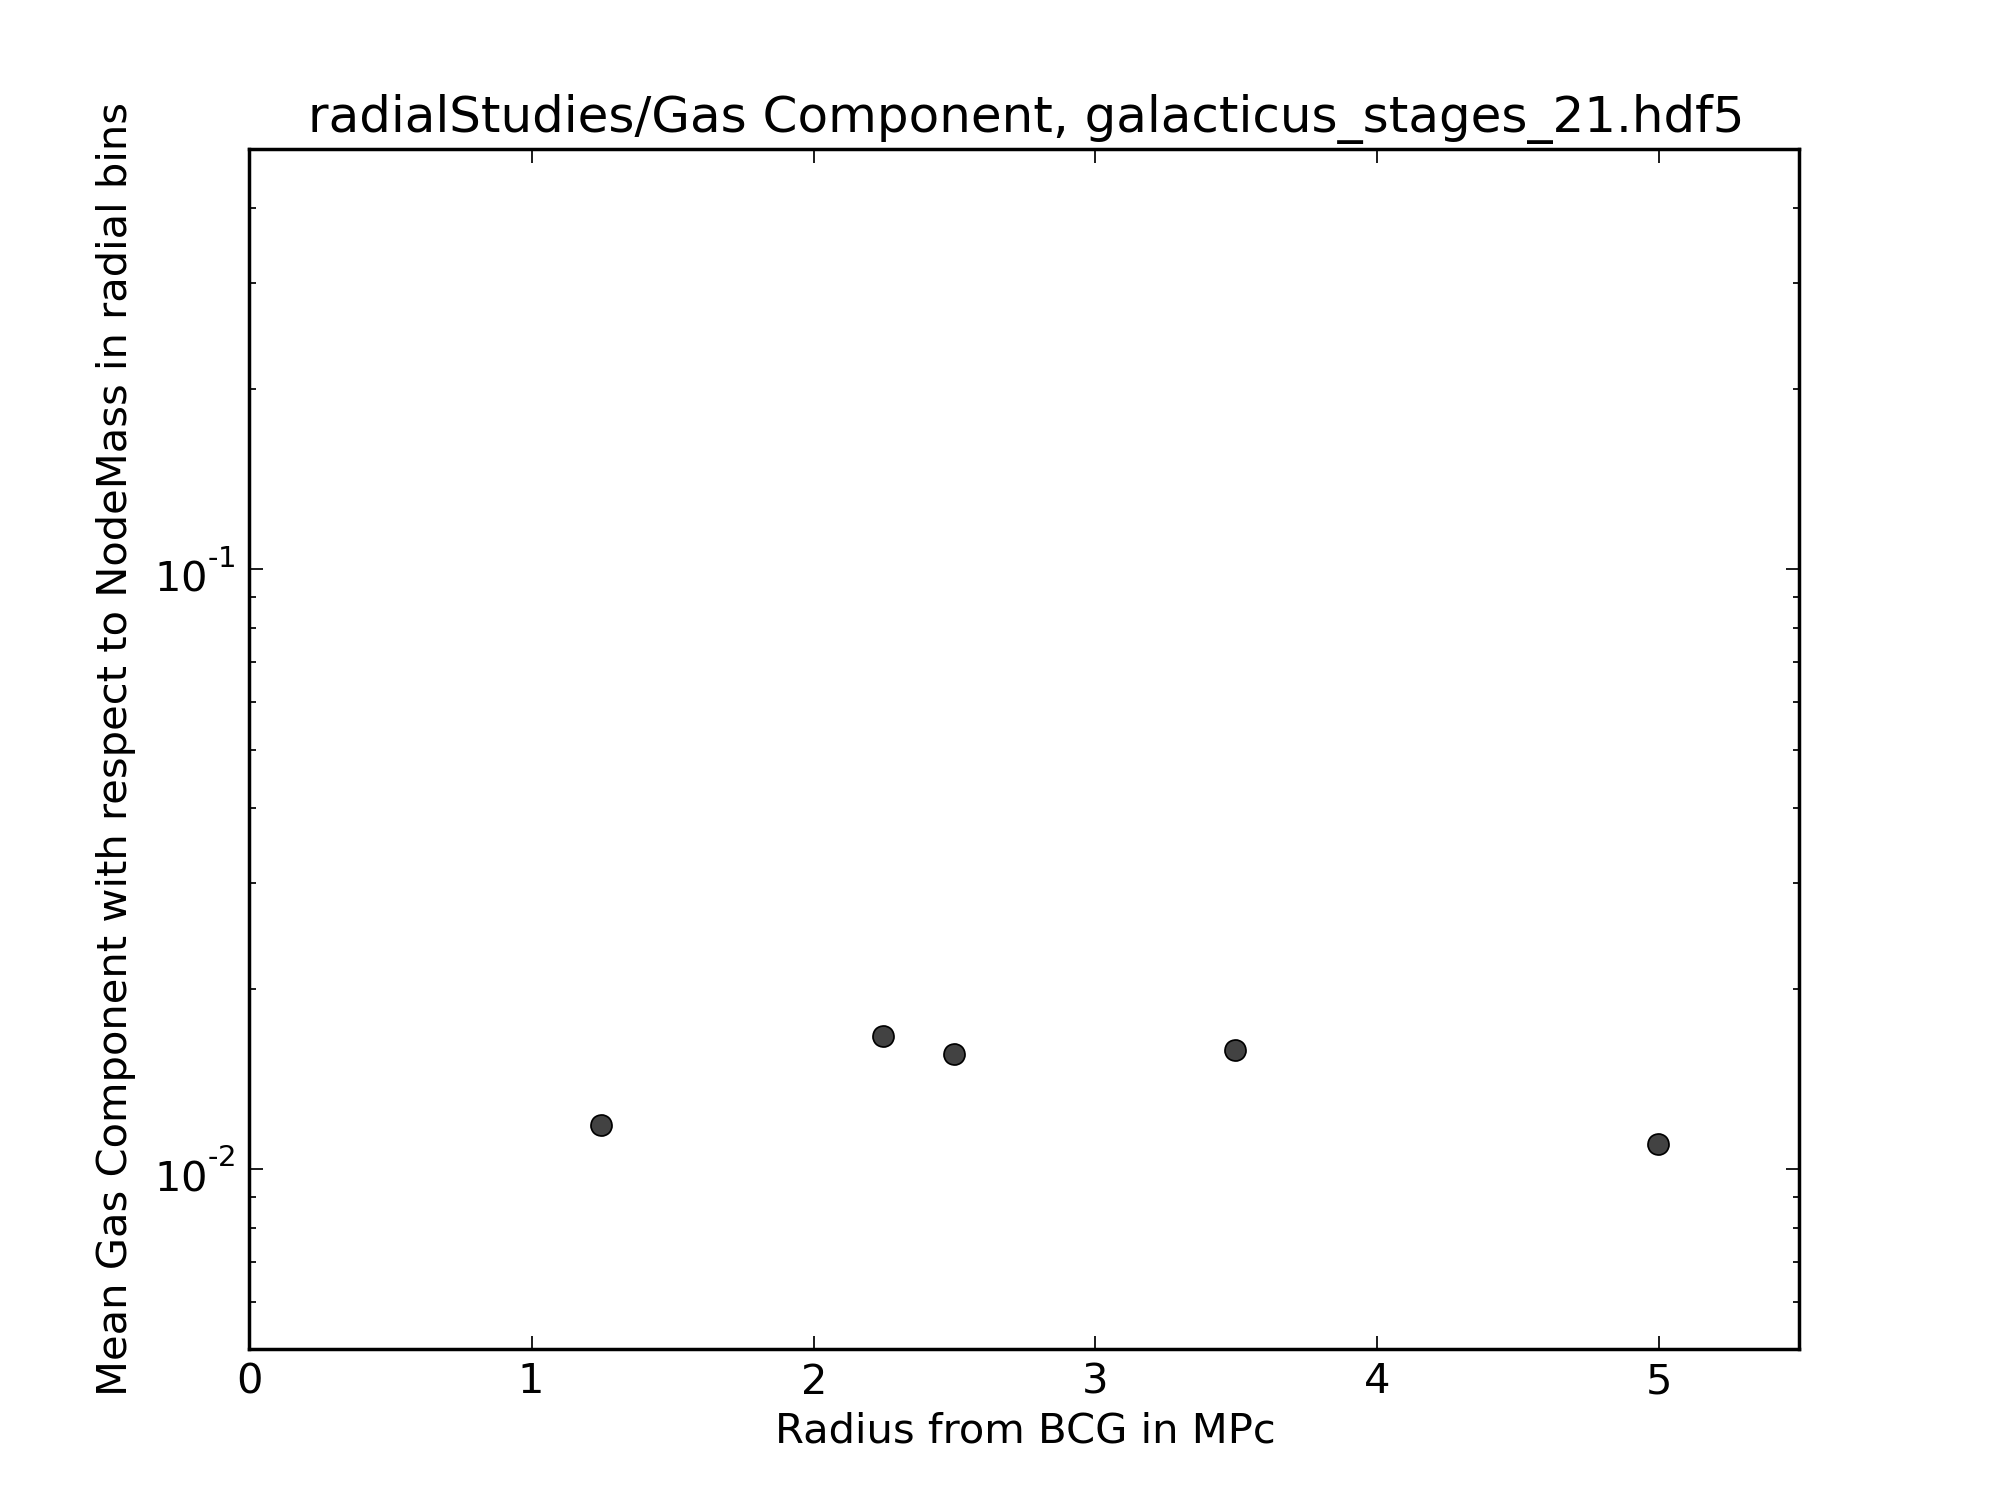 radialStudies/Gas Component, galacticus_stages_21.hdf5
Mean Gas Component with respect to NodeMass in radial bins
10-1
10-2
0 1 2 3 4 5
Radius from BCG in MPc